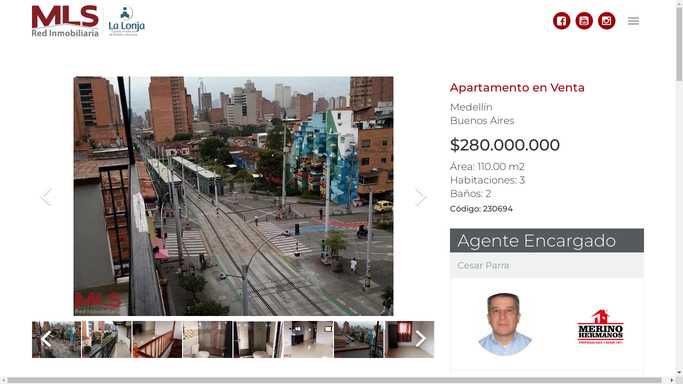 MLS
Red Inmobiliaria
La Lonja
Apartamento en Venta
Medellín
Buenos Aires
$280.000.000
Área: 110.00 m2
Habitaciones: 3
Baños: 2
Código: 230694
Agente Encargado
Cesar Parra
MLS
Red Inmobiliaria
MERINO
HERMANOS